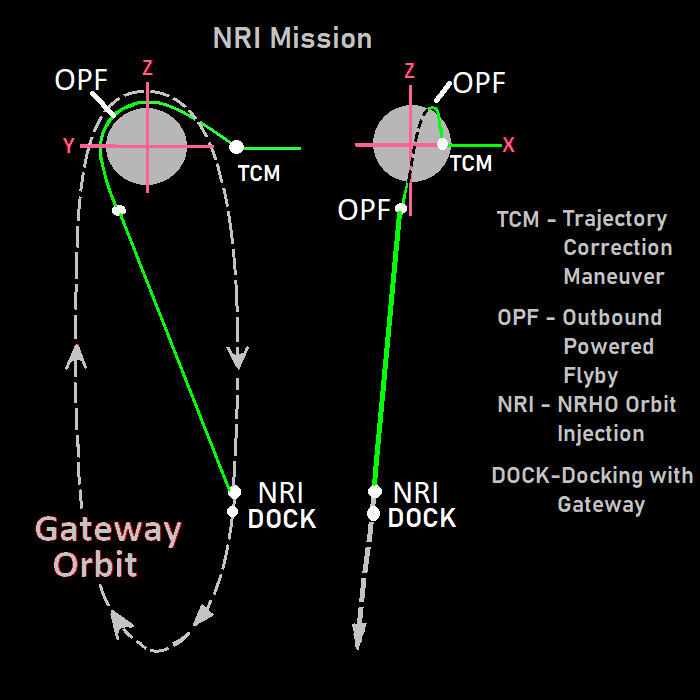 NRI Mission
OPF
Z
Y
TCM
NRI
DOCK
Gateway
Orbit
Z
OPF
X
TCM
OPF
NRI
DOCK
TCM - Trajectory
Correction
Maneuver
OPF - Outbound
Powered
Flyby
NRI - NRHO Orbit
Injection
DOCK-Docking with
Gateway